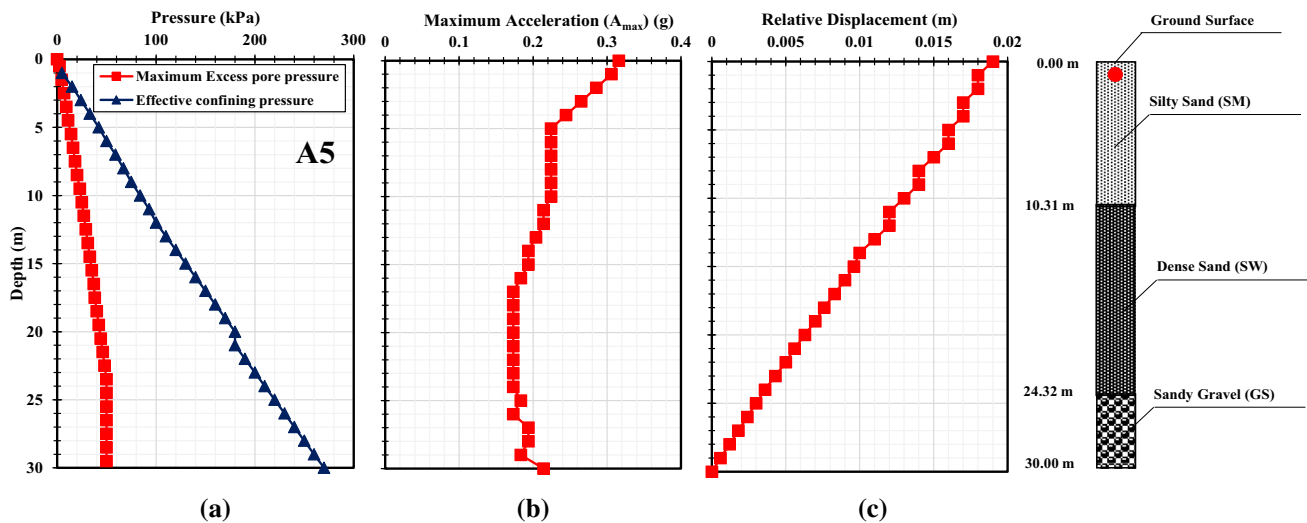 Pressure (kPa)
0 100 200 300
0
5
10
15
20
25
30
Depth (m)
Maximum Excess pore pressure
Effective confining pressure
A5
(a)
Maximum Acceleration (Amax) (g)
0 0.1 0.2 0.3 0.4
(b)
Relative Displacement (m)
0 0.005 0.01 0.015 0.02
(c)
Ground Surface
0.00 m
Silty Sand (SM)
10.31 m
Dense Sand (SW)
24.32 m
Sandy Gravel (GS)
30.00 m